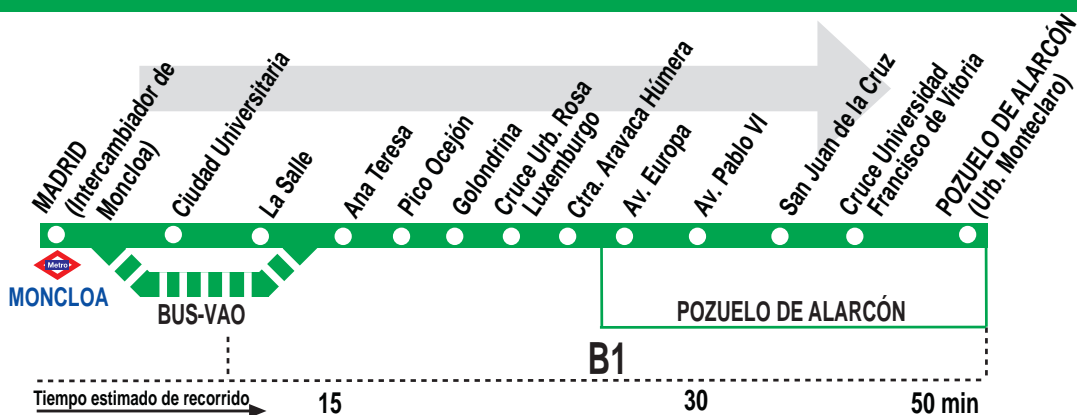 MADRID
(Intercambiador de
Moncloa)
Ciudad Universitaria
La Salle
Ana Teresa
Pico Ocejón
Golondrina
Cruce Urb. Rosa
Luxemburgo
Ctra. Aravaca Húmera
Av. Europa
Av. Pablo VI
San Juan de la Cruz
Cruce Universidad
Francisco de Vitoria
POZUELO DE ALARCÓN
(Urb. Monteclaro)
Metro
MONCLOA
BUS-VAO
POZUELO DE ALARCÓN
B1
Tiempo estimado de recorrido
15
30
50 min